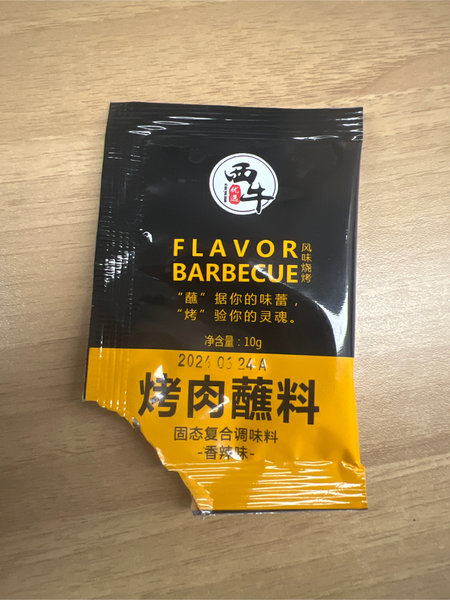 西牛
优选
FLAVOR
BARBECUE
风味烧烤
“蘸”据你的味蕾，
“烤”验你的灵魂。
净含量：10g
2024 03 24 A
烤肉蘸料
固态复合调味料
-香辣味-